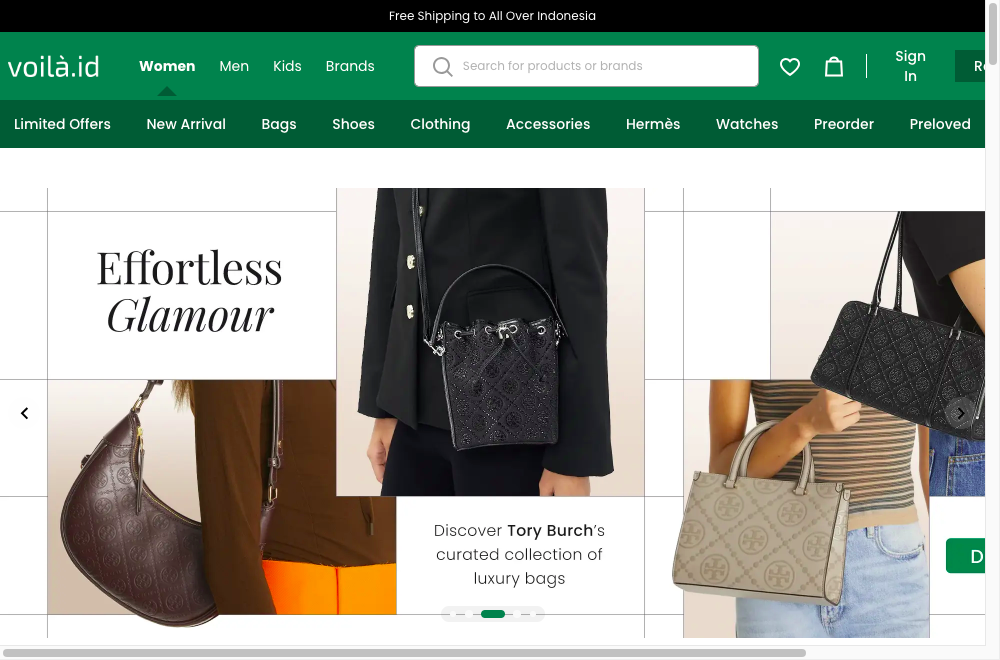 Free Shipping to All Over Indonesia
voilà.id
Women
Men
Kids
Brands
Search for products or brands
Sign
In
Limited Offers
New Arrival
Bags
Shoes
Clothing
Accessories
Hermès
Watches
Preorder
Preloved
Effortless
Glamour
Discover Tory Burch's
curated collection of
luxury bags